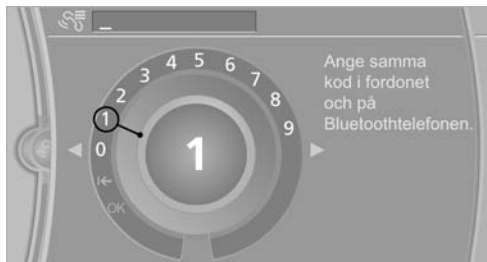 _
4 5 6
3 7
2 8
1 9
0
1
OK
Ange samma
kod i fordonet
och på
Bluetoothtelefonen.